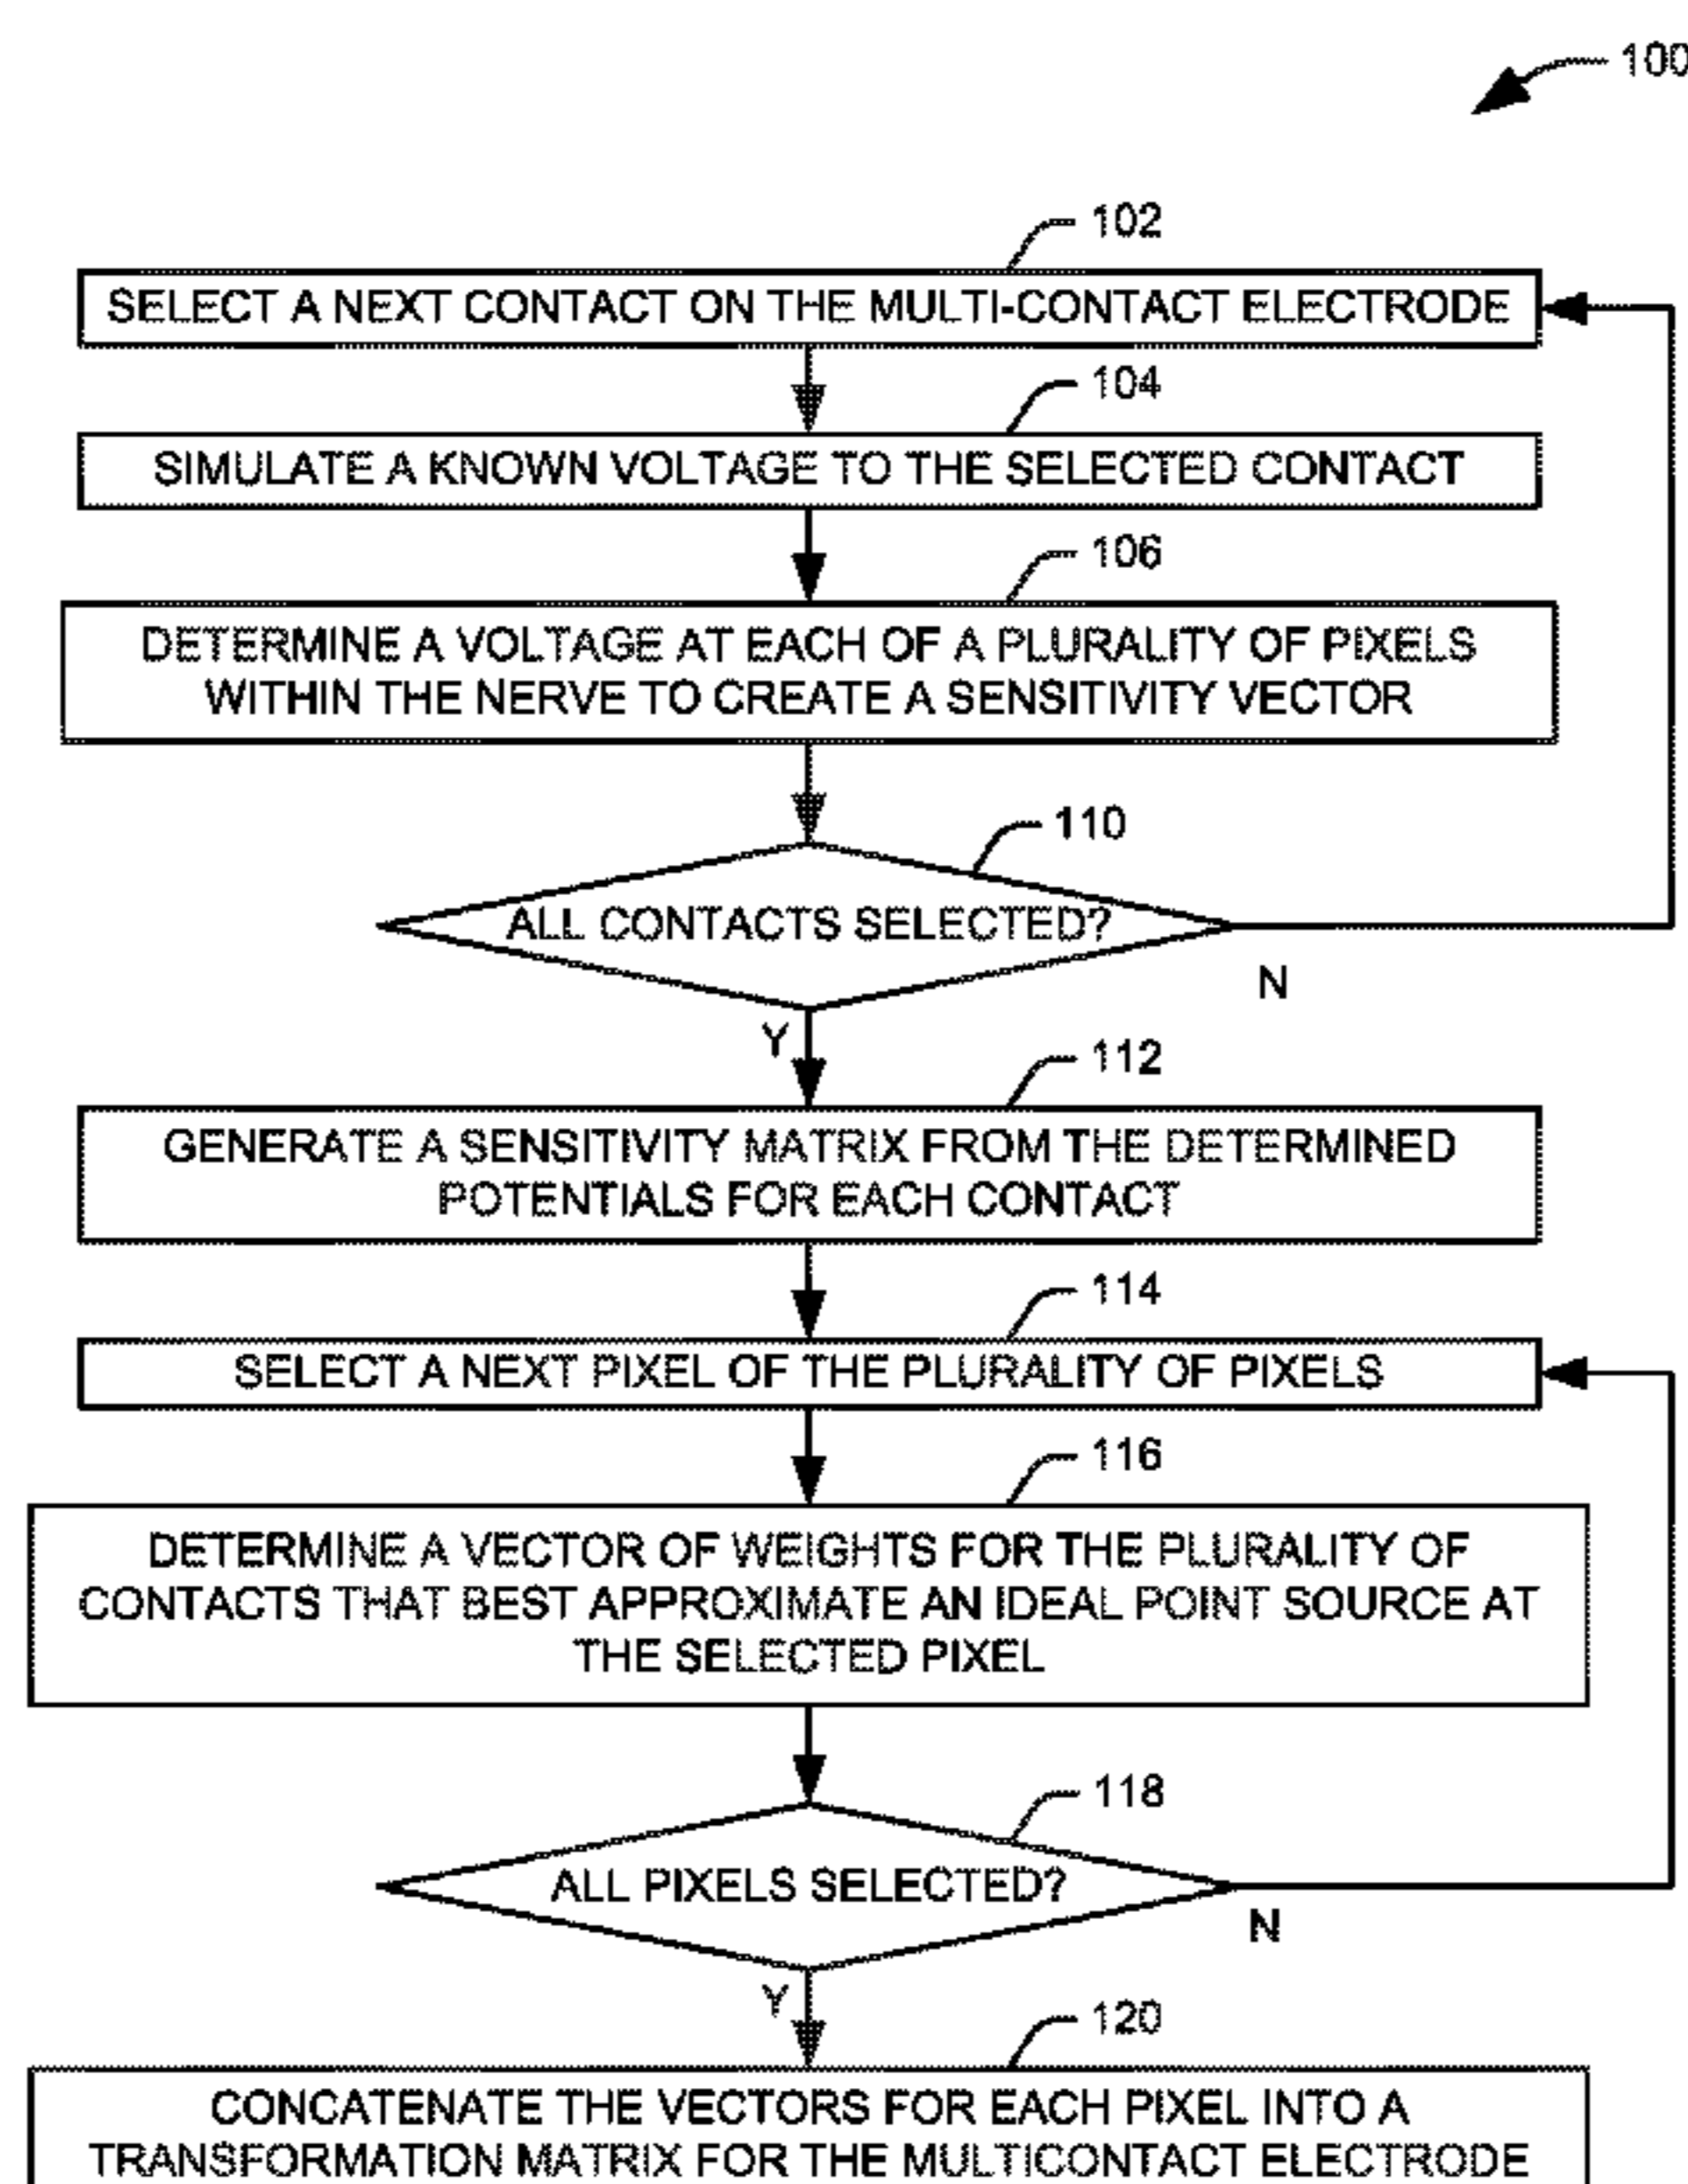 100
102
SELECT A NEXT CONTACT ON THE MULTI-CONTACT ELECTRODE
104
SIMULATE A KNOWN VOLTAGE TO THE SELECTED CONTACT
106
DETERMINE A VOLTAGE AT EACH OF A PLURALITY OF PIXELS
WITHIN THE NERVE TO CREATE A SENSITIVITY VECTOR
110
ALL CONTACTS SELECTED?
N
Y
112
GENERATE A SENSITIVITY MATRIX FROM THE DETERMINED
POTENTIALS FOR EACH CONTACT
114
SELECT A NEXT PIXEL OF THE PLURALITY OF PIXELS
116
DETERMINE A VECTOR OF WEIGHTS FOR THE PLURALITY OF
CONTACTS THAT BEST APPROXIMATE AN IDEAL POINT SOURCE AT
THE SELECTED PIXEL
118
ALL PIXELS SELECTED?
N
Y
120
CONCATENATE THE VECTORS FOR EACH PIXEL INTO A
TRANSFORMATION MATRIX FOR THE MULTICONTACT ELECTRODE